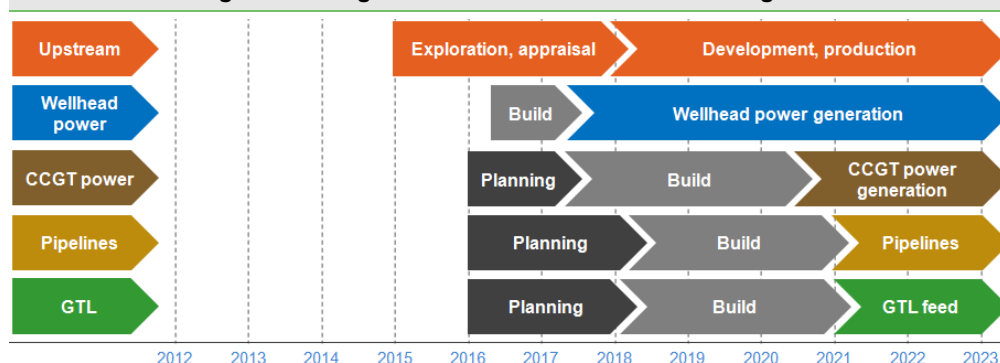 Upstream
Exploration, appraisal
Development, production
Wellhead
power
Build
Wellhead power generation
CCGT power
Planning
Build
CCGT power
generation
Pipelines
Planning
Build
Pipelines
GTL
Planning
Build
GTL feed
2012 2013 2014 2015 2016 2017 2018 2019 2020 2021 2022 2023